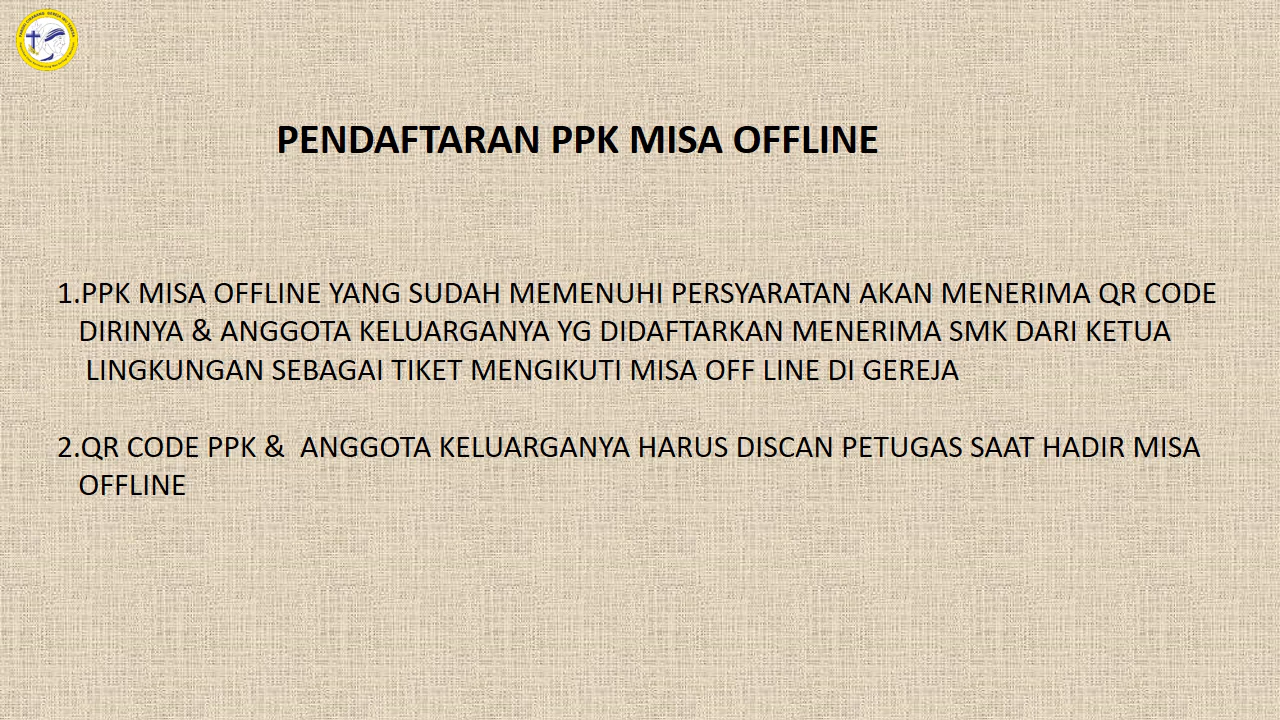 PENDAFTARAN PPK MISA OFFLINE
1.PPK MISA OFFLINE YANG SUDAH MEMENUHI PERSYARATAN AKAN MENERIMA QR CODE
DIRINYA & ANGGOTA KELUARGANYA YG DIDAFTARKAN MENERIMA SMK DARI KETUA
LINGKUNGAN SEBAGAI TIKET MENGIKUTI MISA OFF LINE DI GEREJA
2.QR CODE PPK &  ANGGOTA KELUARGANYA HARUS DISCAN PETUGAS SAAT HADIR MISA
OFFLINE